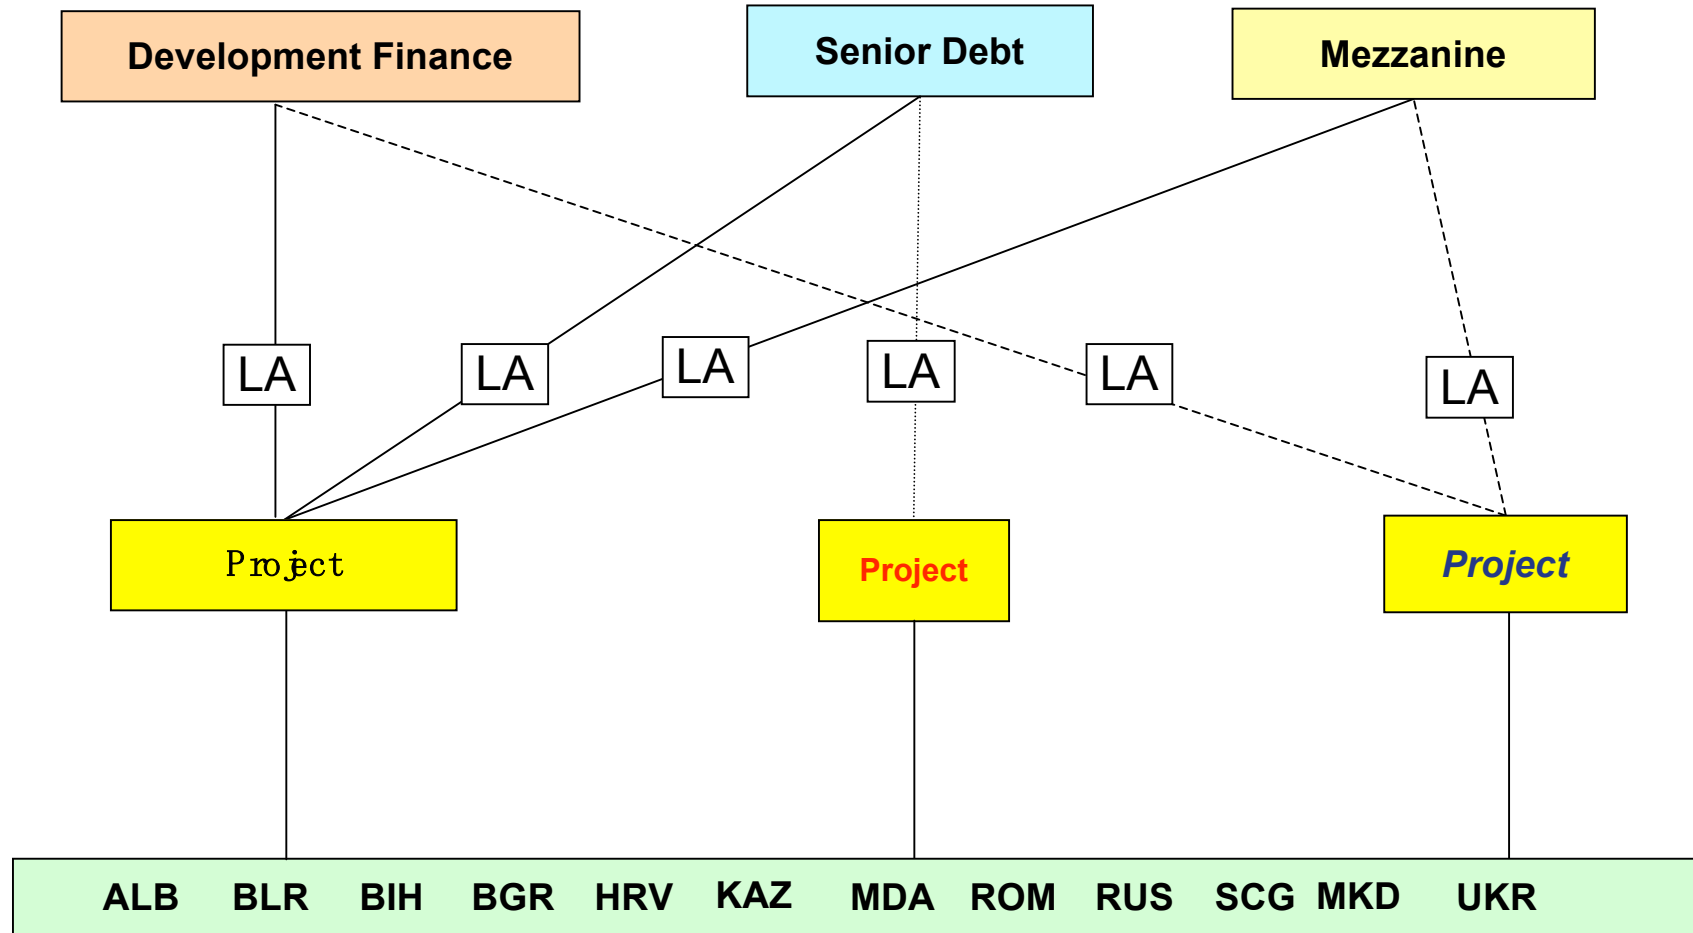 Development Finance
Senior Debt
Mezzanine
LA
LA
LA
LA
LA
LA
Project
Project
Project
ALB BLR BIH BGR HRV KAZ MDA ROM RUS SCG MKD UKR